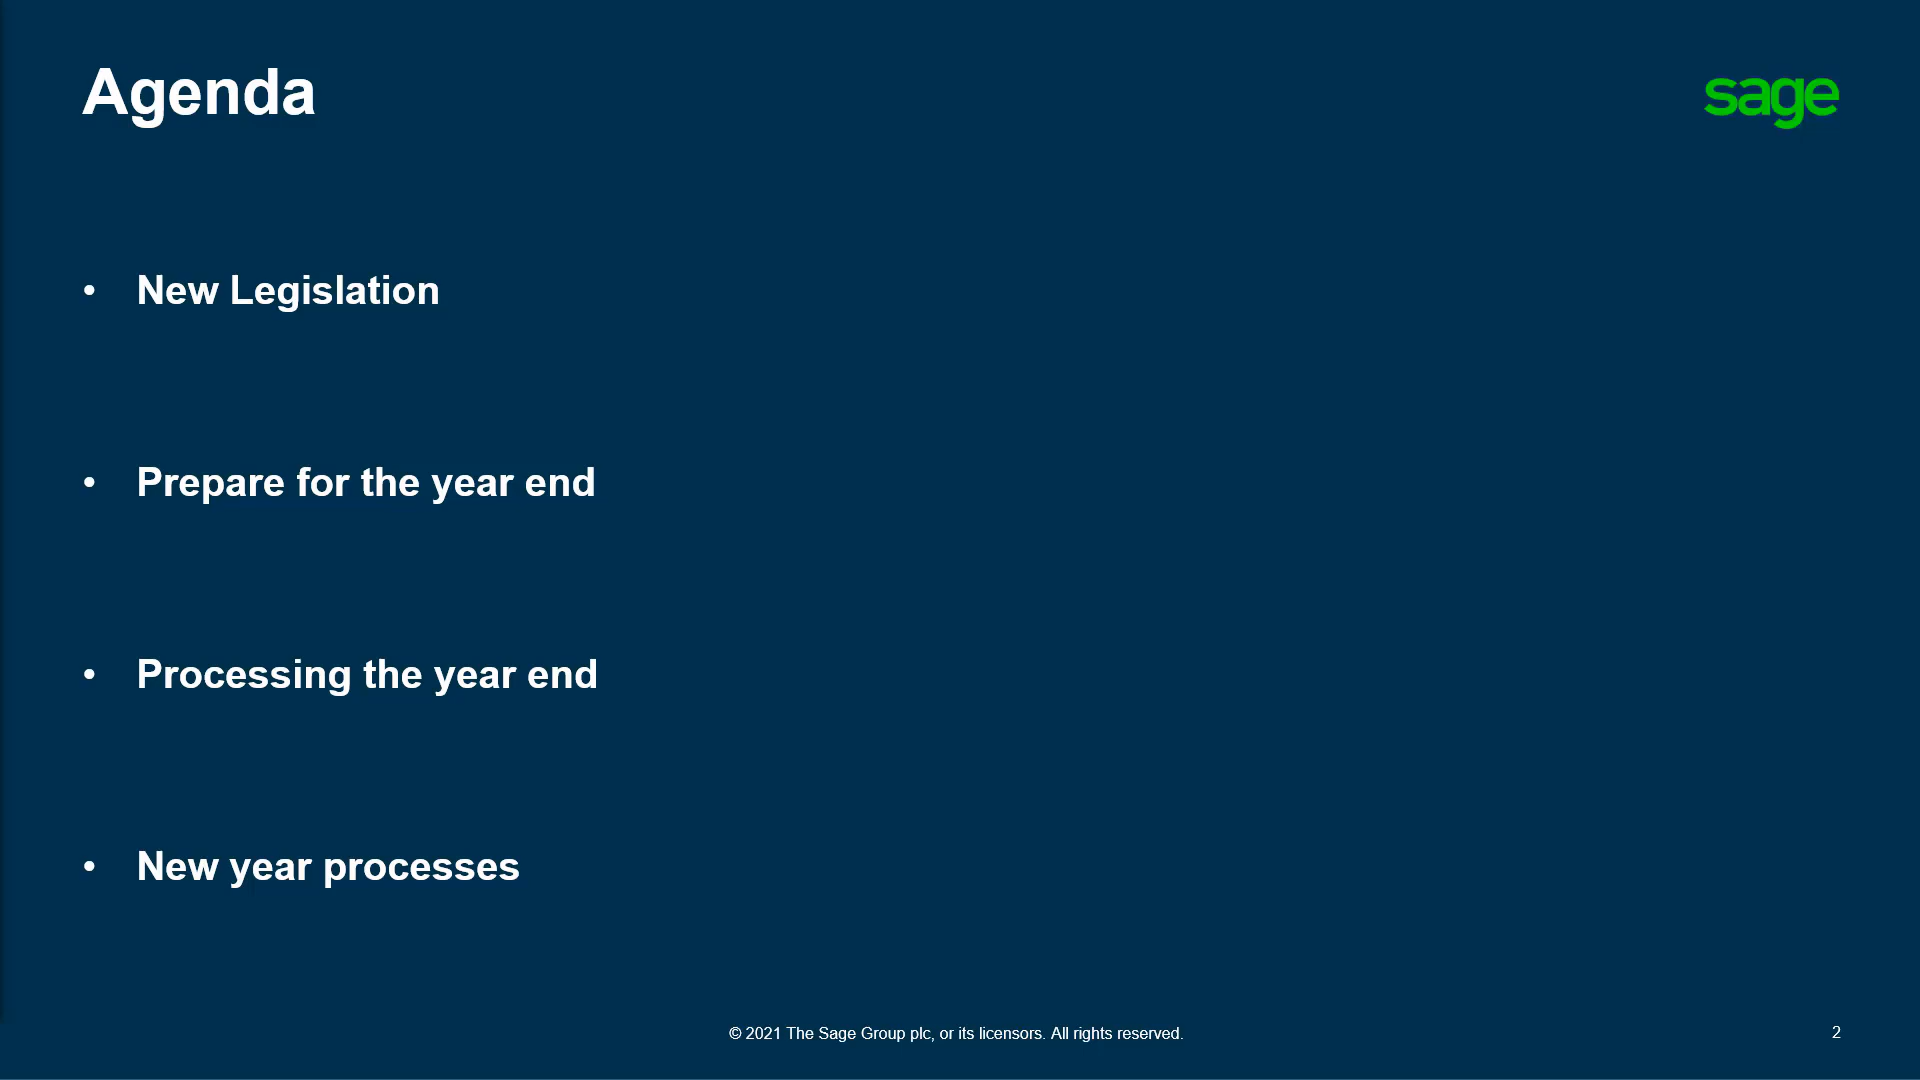 Agenda
sage
• New Legislation
• Prepare for the year end
• Processing the year end
• New year processes
© 2021 The Sage Group plc, or its licensors. All rights reserved.
2